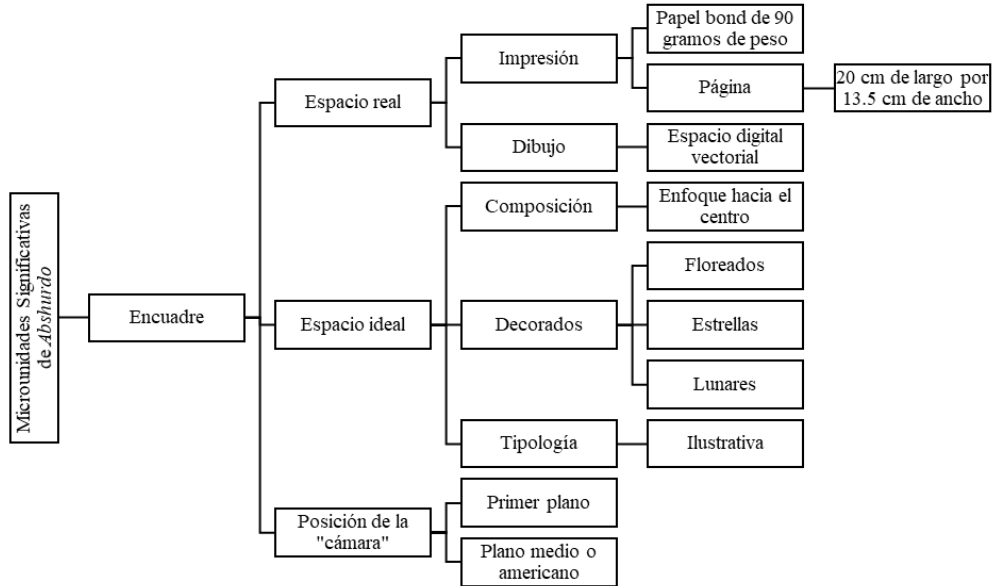 Microunidades Significativas
de Abshurdo
Encuadre
Espacio real
Impresión
Papel bond de 90
gramos de peso
Página
20 cm de largo por
13.5 cm de ancho
Dibujo
Espacio digital
vectorial
Espacio ideal
Composición
Enfoque hacia el
centro
Decorados
Floreados
Estrellas
Lunares
Tipología
Ilustrativa
Posición de la
"cámara"
Primer plano
Plano medio o
americano